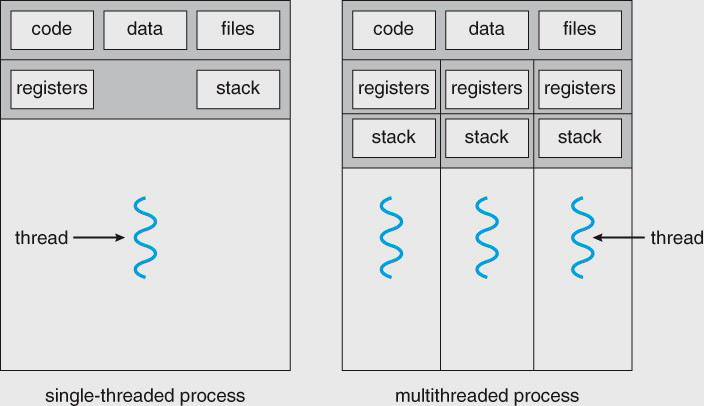 code data files
registers stack
thread
single-threaded process
code data files
registers registers registers
stack stack stack
thread
multithreaded process